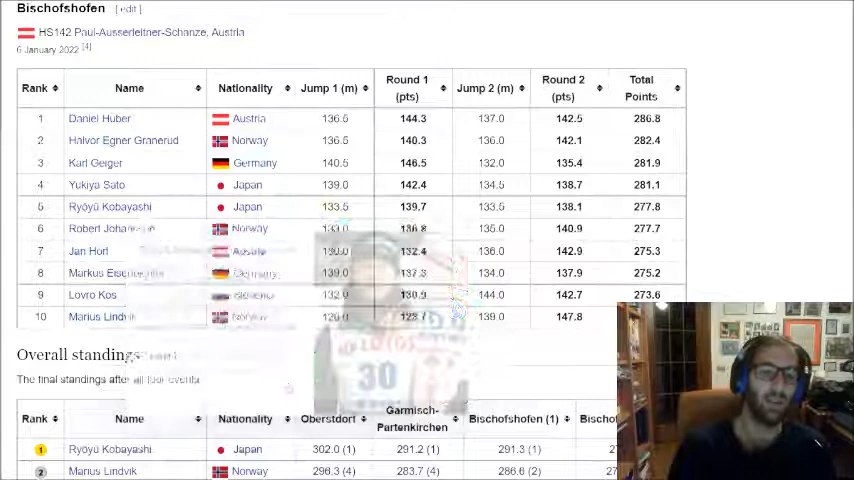 Bischofshofen [ edit ]
HS142 Paul-Ausserleitner-Schanze, Austria
6 January 2022 [4]
Rank Name Nationality Jump 1 (m) Round 1 (pts) Jump 2 (m) Round 2 (pts) Total Points
1 Daniel Huber Austria 136.5 144.3 137.0 142.5 286.8
2 Halvor Egner Granerud Norway 136.5 140.3 136.0 142.1 282.4
3 Karl Geiger Germany 140.5 146.5 132.0 135.4 281.9
4 Yukiya Sato Japan 139.0 142.4 134.5 138.7 281.1
5 Ryōyū Kobayashi Japan 133.5 139.7 133.5 138.1 277.8
6 Robert Norway 133.0 136.8 135.0 140.9 277.7
7 Jan Hörl Austria 132.4 136.0 142.9 275.3
8 Markus Germany 139.0 137.3 134.0 137.9 275.2
9 Lovro Kos Slovenia 132.0 130.9 144.0 142.7 273.6
10 Marius Lindvik Norway 139.0 147.8
Overall standings
The final standings after all four events
30
Rank Name Nationality Oberstdorf Garmisch-Partenkirchen Bischofshofen (1)
1 Ryōyū Kobayashi Japan 302.0 (1) 291.2 (1) 291.3 (1)
2 Marius Lindvik Norway 296.3 (4) 283.7 (4) 286.6 (2)